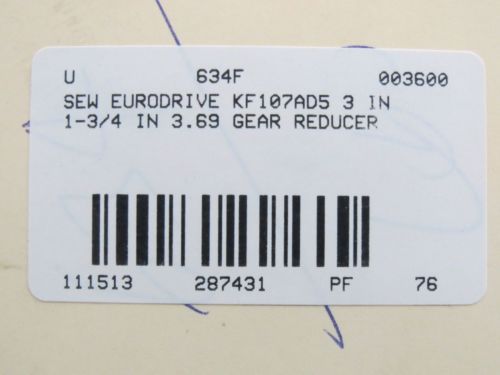 U 634F 003600
SEW EURODRIVE KF107AD5 3 IN
1-3/4 IN 3.69 GEAR REDUCER
111513 287431 PF 76